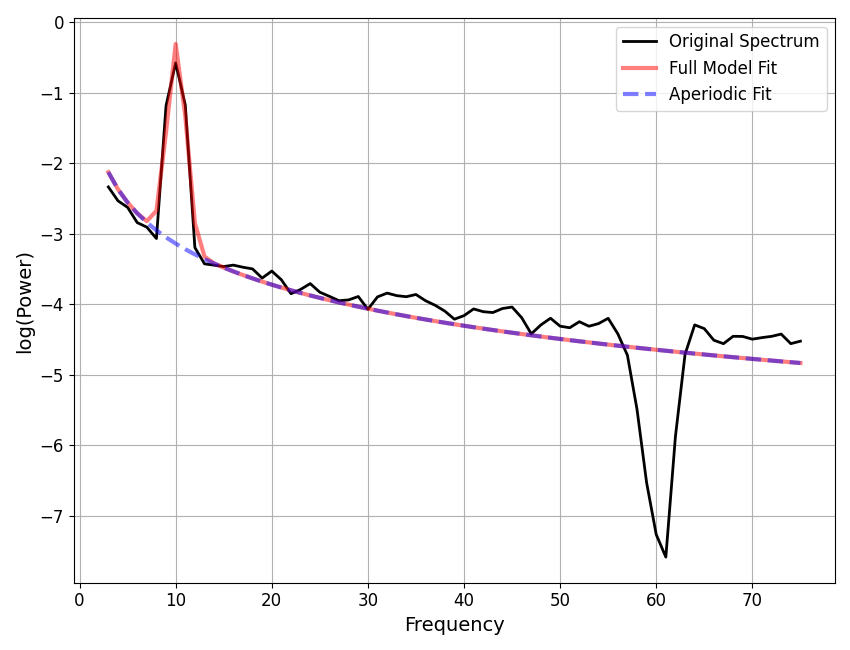 Original Spectrum
Full Model Fit
Aperiodic Fit
log(Power)
0
−1
−2
−3
−4
−5
−6
−7
0 10 20 30 40 50 60 70
Frequency